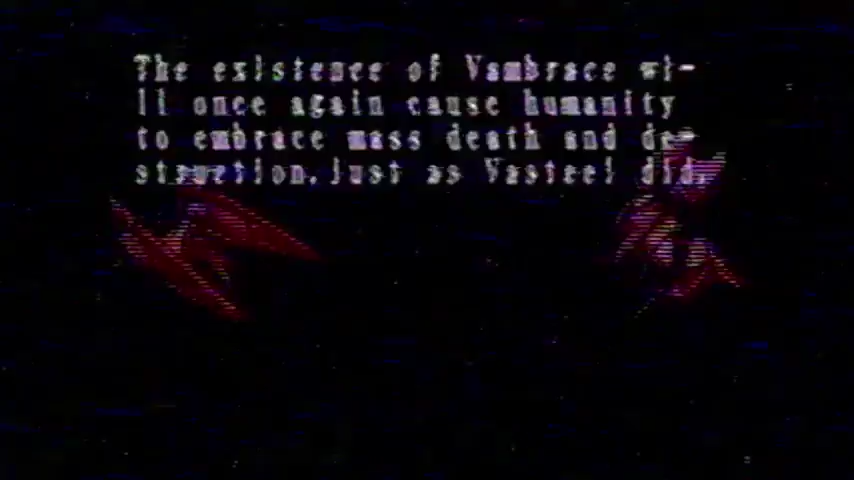 The existence of Vambrace wi-
ll once again cause humanity
to embrace mass death and de-
struction.Just as Vasteel did.